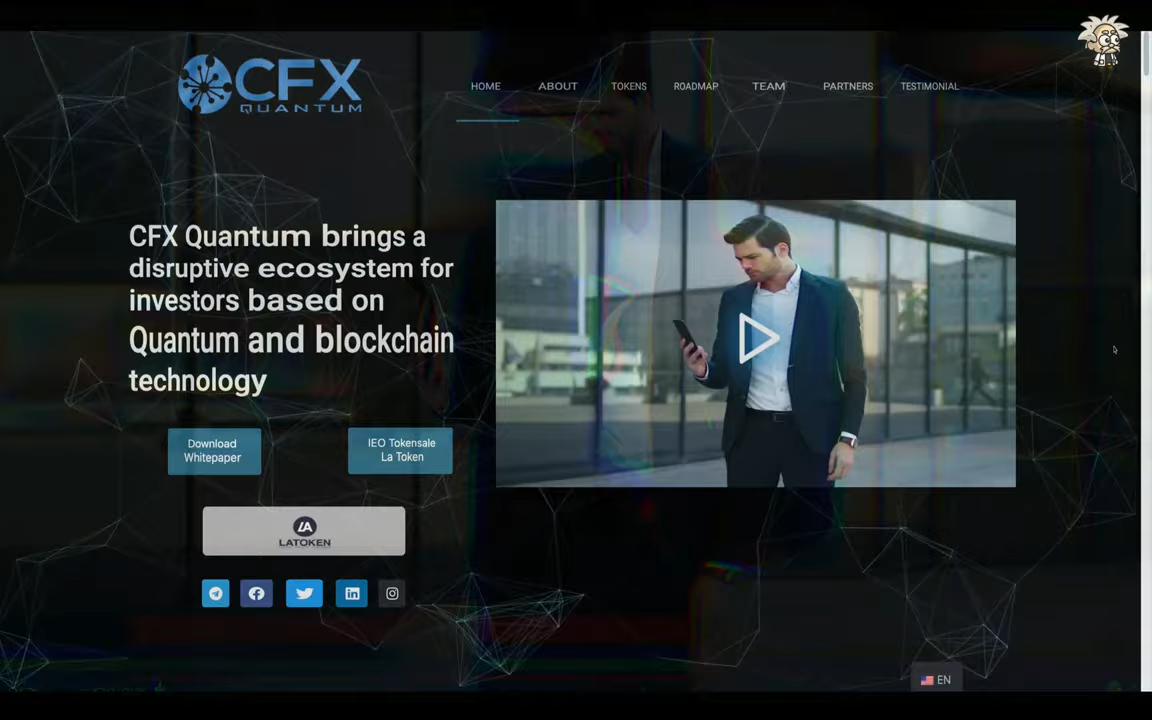 CFX
QUANTUM
HOME ABOUT TOKENS ROADMAP TEAM PARTNERS TESTIMONIAL
CFX Quantum brings a
disruptive ecosystem for
investors based on
Quantum and blockchain
technology
Download
Whitepaper
IEO Tokensale
La Token
LA
LATOKEN
EN